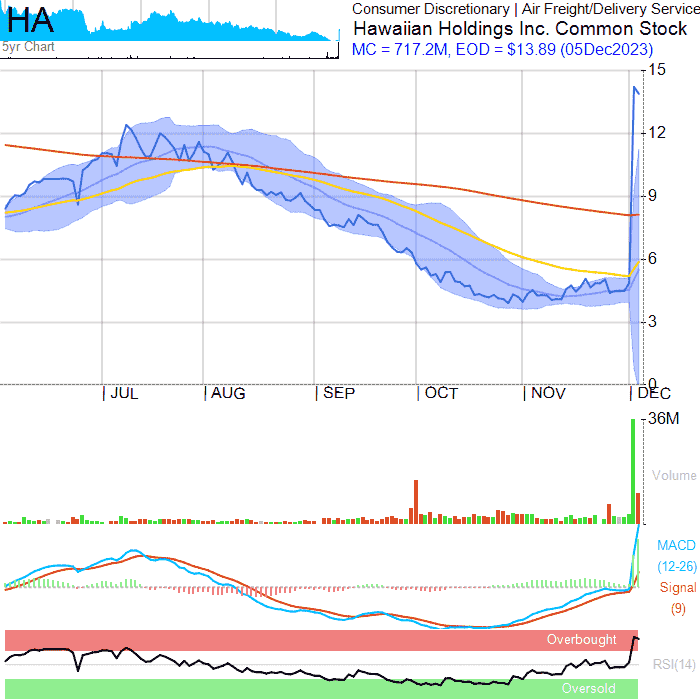 HA
5yr Chart
Consumer Discretionary | Air Freight/Delivery Service
Hawaiian Holdings Inc. Common Stock
MC = 717.2M, EOD = $13.89 (05Dec2023)
15
12
9
6
3
0
JUL
AUG
SEP
OCT
NOV
DEC
36M
Volume
MACD
(12-26)
Signal
(9)
Overbought
RSI(14)
Oversold